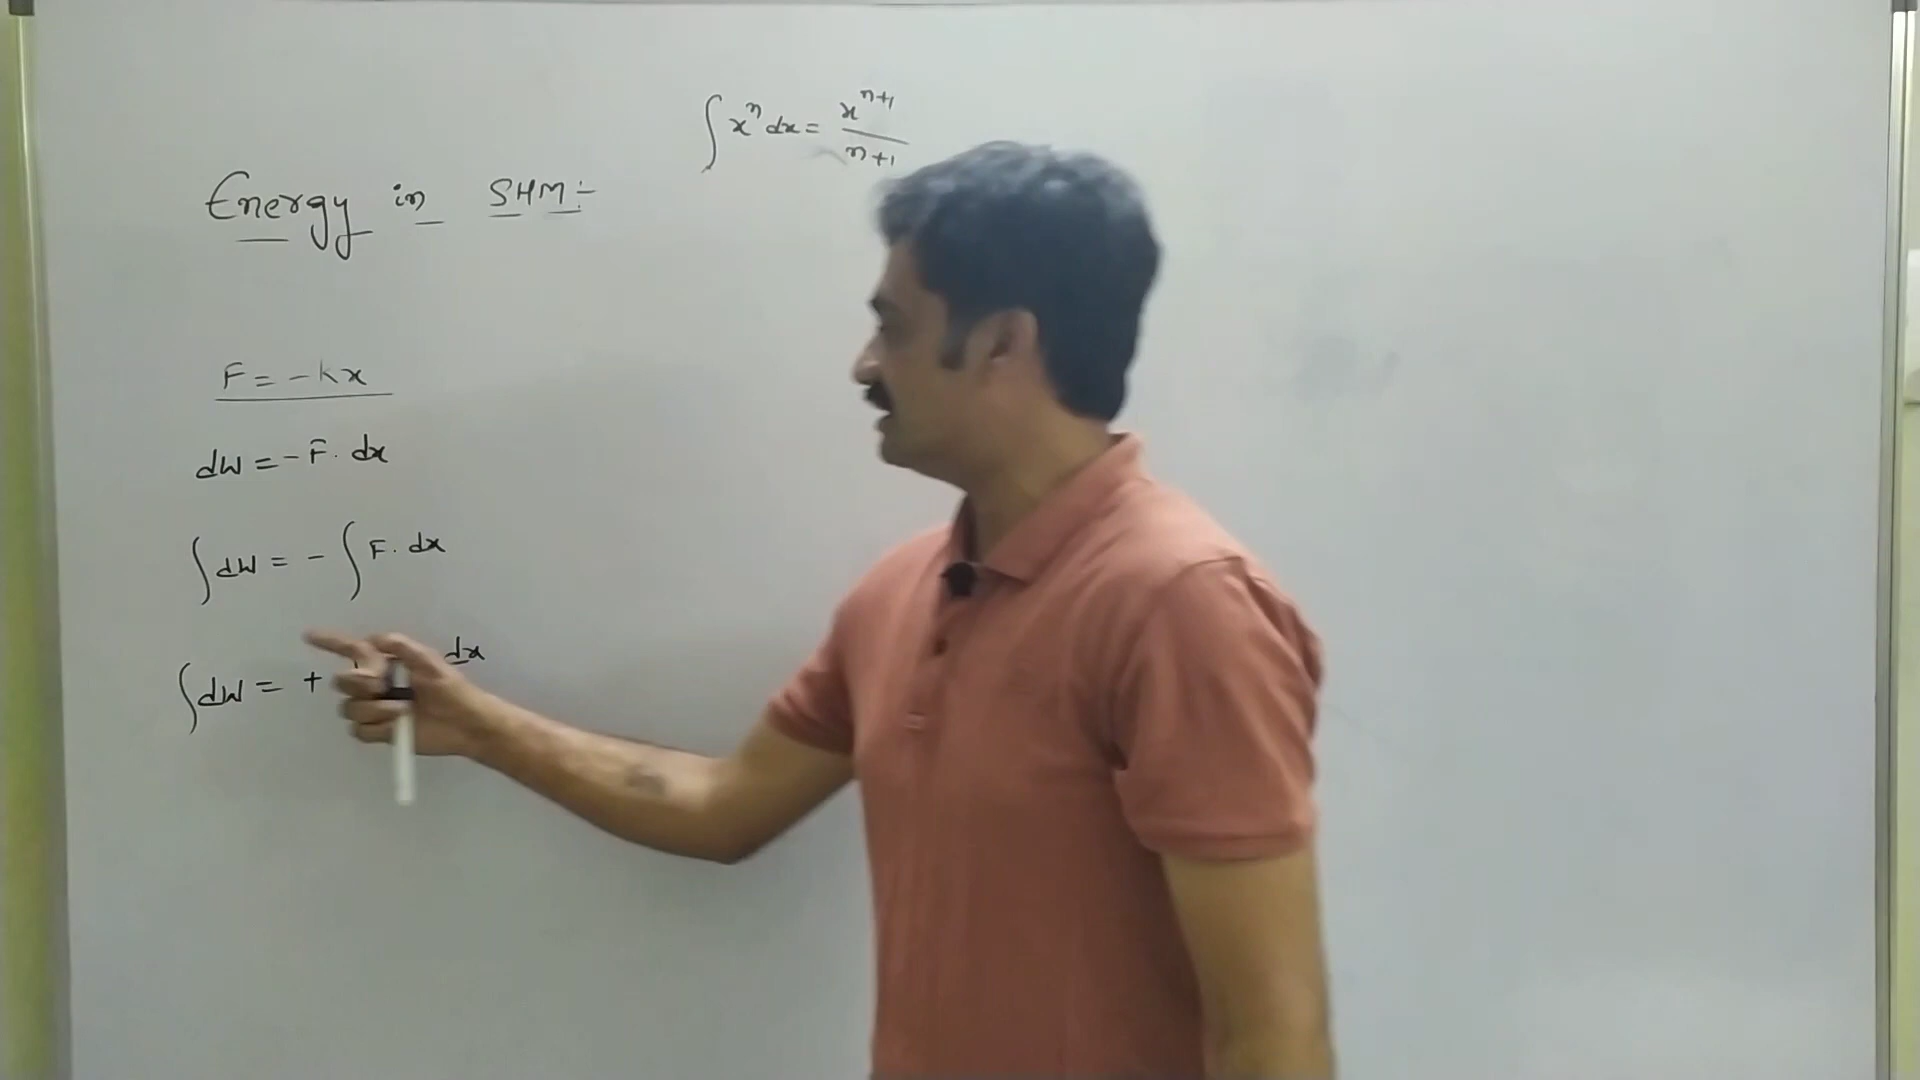 ∫ xⁿ dx = xⁿ⁺¹ / n+1
Energy in SHM:-
F = -kx
dW = - F̄. dx
∫ dW = - ∫ F. dx
∫ dW = + dx